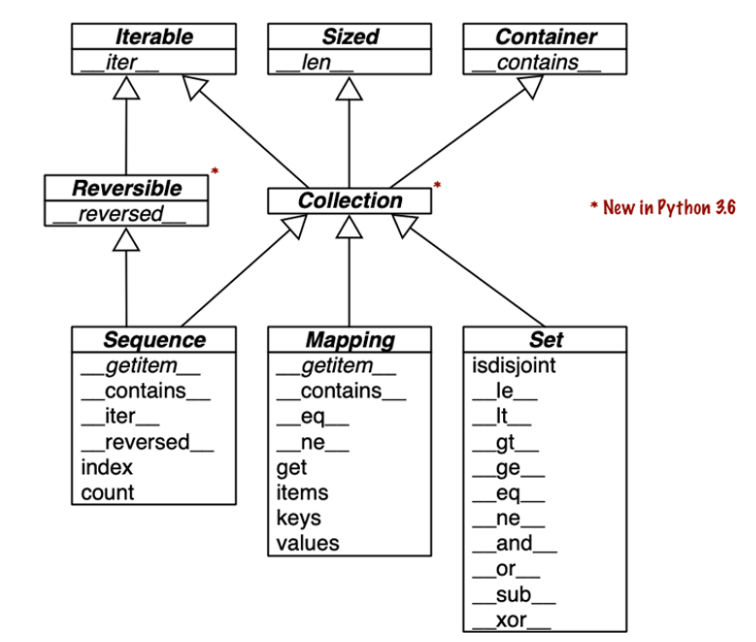 Iterable
__iter__
Sized
__len__
Container
__contains__
Reversible
__reversed__
*
Collection
*
* New in Python 3.6
Sequence
__getitem__
__contains__
__iter__
__reversed__
index
count
Mapping
__getitem__
__contains__
__eq__
__ne__
get
items
keys
values
Set
isdisjoint
__le__
__lt__
__gt__
__ge__
__eq__
__ne__
__and__
__or__
__sub__
__xor__